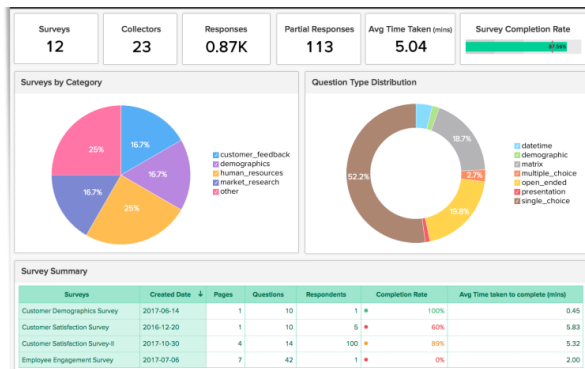 Surveys
12
Collectors
23
Responses
0.87K
Partial Responses
113
Avg Time Taken (mins)
5.04
Survey Completion Rate
Surveys by Category
25%
16.7%
16.7%
16.7%
25%
customer_feedback
demographics
human_resources
market_research
other
Question Type Distribution
18.7%
2.7%
19.8%
52.2%
datetime
demographic
matrix
multiple_choice
open_ended
presentation
single_choice
Survey Summary
Surveys Created Date ↓ Pages Questions Respondents Completion Rate Avg Time taken to complete (mins)
Customer Demographics Survey 2017-06-14 1 10 1 100% 0.45
Customer Satisfaction Survey 2016-12-20 1 10 5 60% 5.83
Customer Satisfaction Survey-II 2017-10-30 4 14 100 89% 5.32
Employee Engagement Survey 2017-07-06 7 42 1 0% 2.00